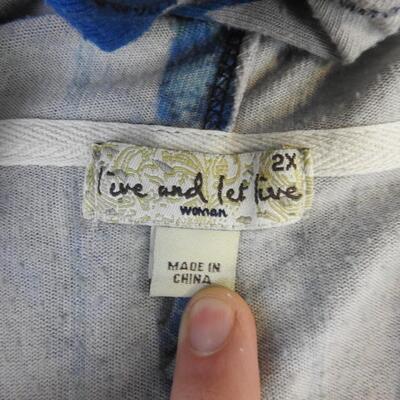 2X
live and let live
woman
MADE IN
CHINA